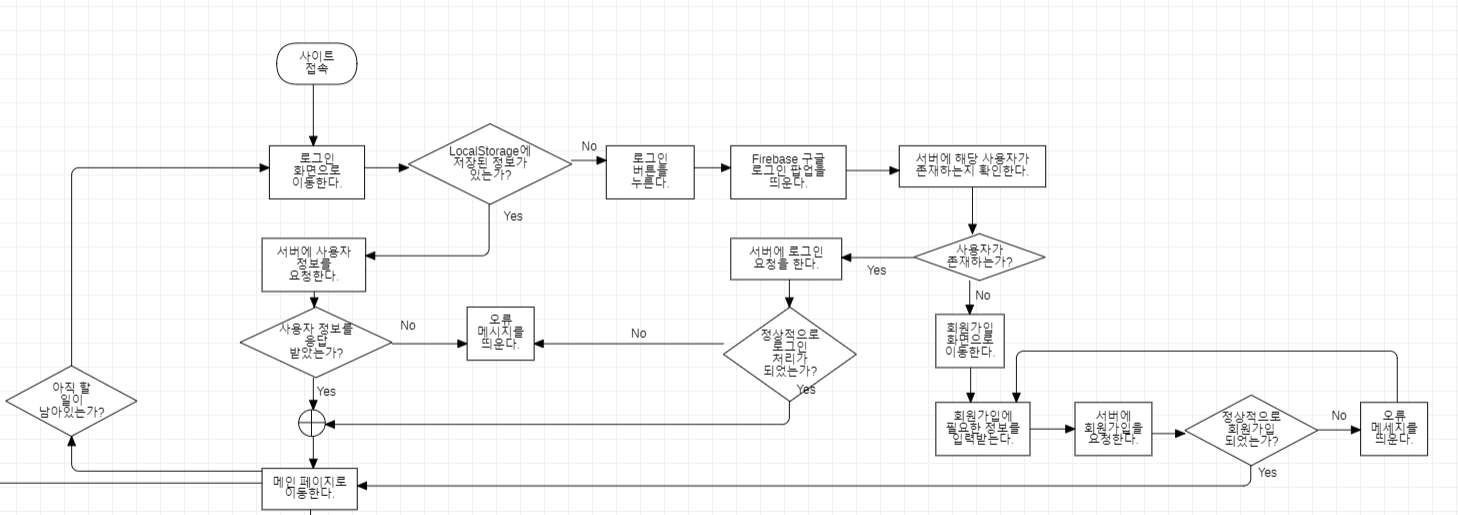 사이트
접속
로그인
화면으로
이동한다.
LocalStorage에
저장된 정보가
있는가?
No
로그인
버튼를
누른다.
Firebase 구글
로그인 팝업을
띄운다.
서버에 해당 사용자가
존재하는지 확인한다.
Yes
서버에 사용자
정보를
요청한다.
서버에 로그인
요청을 한다.
Yes
사용자가
존재하는가?
No
사용자 정보를
응답
받았는가?
No
오류
메시지를
띄운다.
No
정상적으로
로그인
처리가
되었는가?
회원가입
화면으로
이동한다.
Yes
Yes
아직 할
일이
남아있는가?
회원가입에
필요한 정보를
입력받는다.
서버에
회원가입을
요청한다.
정상적으로
회원가입
되었는가?
No
오류
메세지를
띄운다.
Yes
메인 페이지로
이동한다.